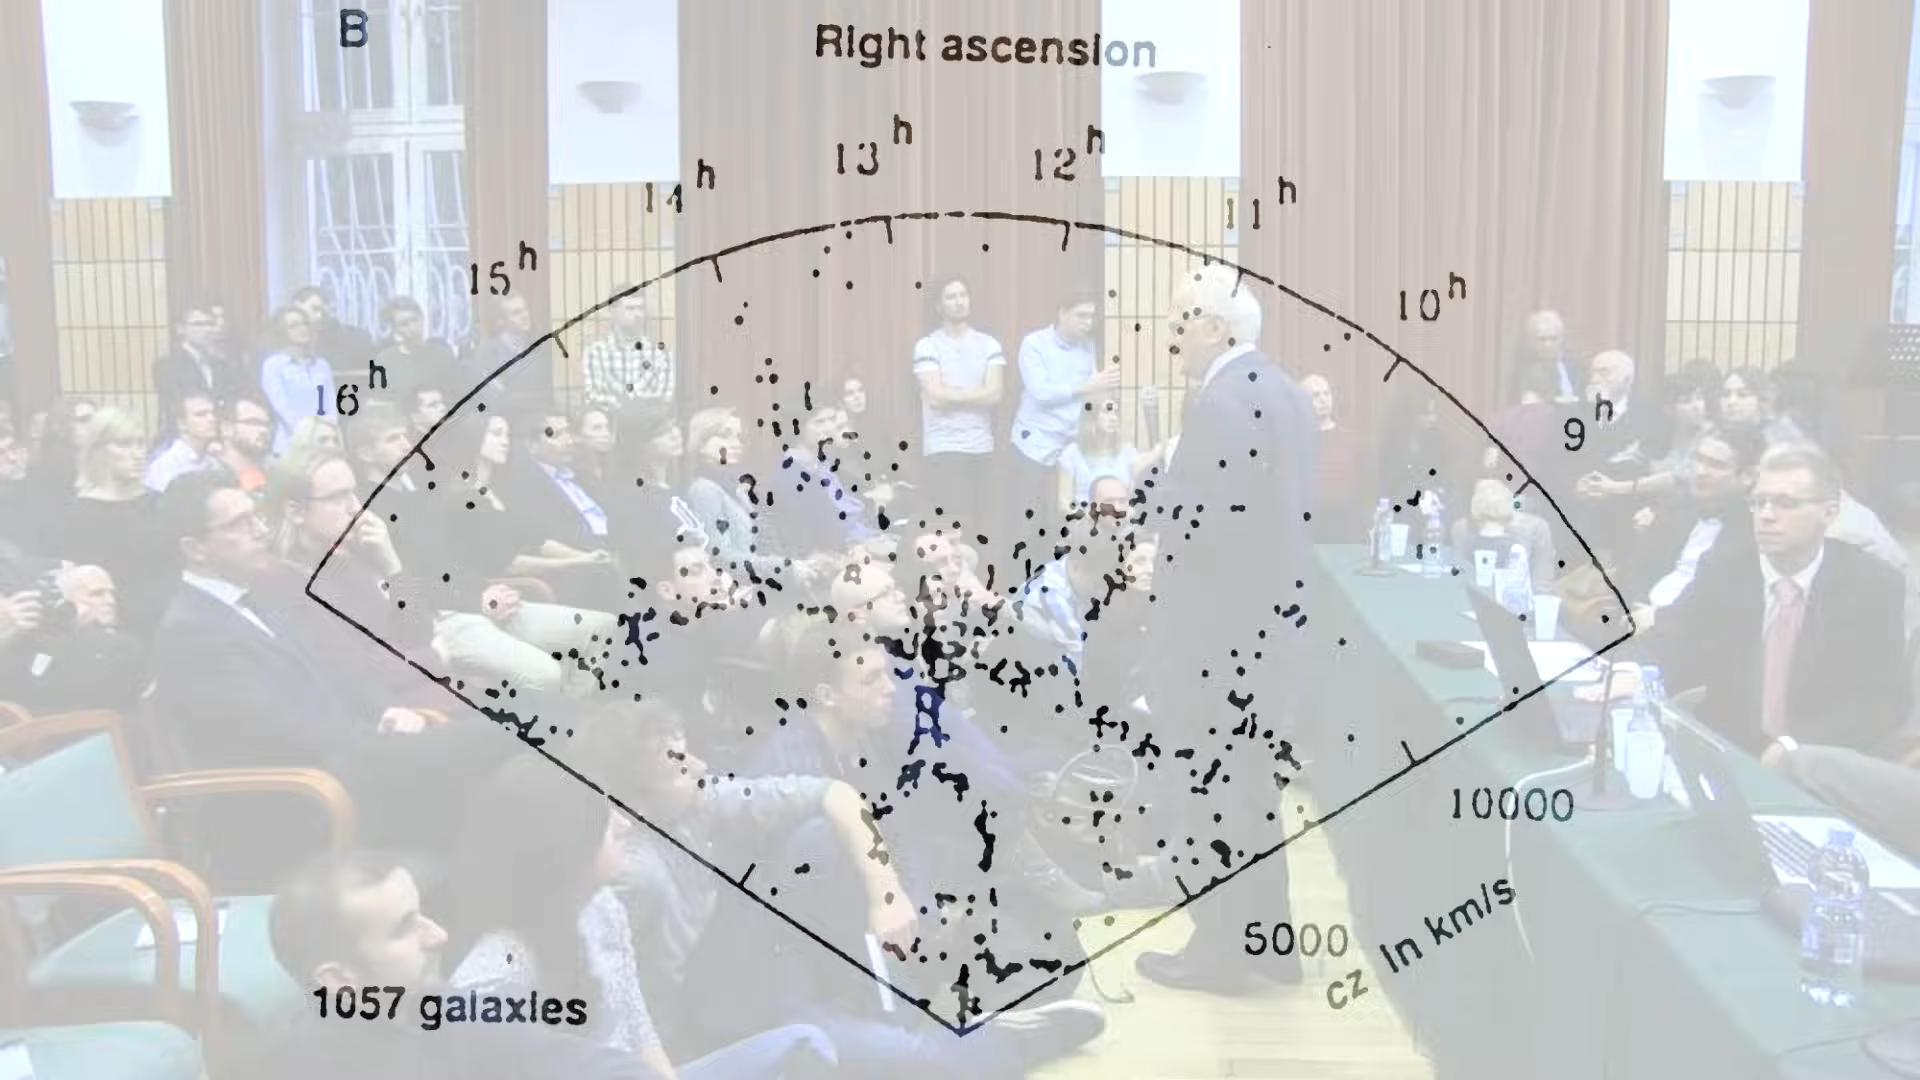 B
Right ascension
13h
12h
14h
11h
15h
10h
16h
9h
10000
5000
cz in km/s
1057 galaxies